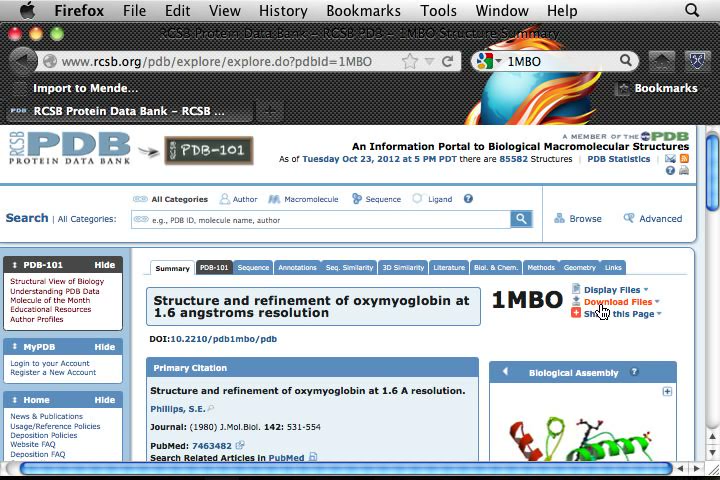 Firefox File Edit View History Bookmarks Tools Window Help
RCSB Protein Data Bank - RCSB PDB - 1MBO Structure Summary
www.rcsb.org/pdb/explore/explore.do?pdbId=1MBO
1MBO
Import to Mende...
Bookmarks
RCSB Protein Data Bank - RCSB ...
RCSB PDB
PROTEIN DATA BANK
PDB-101
A MEMBER OF THE PDB
An Information Portal to Biological Macromolecular Structures
As of Tuesday Oct 23, 2012 at 5 PM PDT there are 85582 Structures | PDB Statistics |
All Categories Author Macromolecule Sequence Ligand ?
Search | All Categories:
e.g., PDB ID, molecule name, author
Browse Advanced
PDB-101 Hide
Structural View of Biology
Understanding PDB Data
Molecule of the Month
Educational Resources
Author Profiles
MyPDB Hide
Login to your Account
Register a New Account
Home Hide
News & Publications
Usage/Reference Policies
Deposition Policies
Website FAQ
Deposition FAQ
Summary PDB-101 Sequence Annotations Seq. Similarity 3D Similarity Literature Biol. & Chem. Methods Geometry Links
Structure and refinement of oxymyoglobin at
1.6 angstroms resolution
1MBO
Display Files
Download Files
Share this Page
DOI:10.2210/pdb1mbo/pdb
Primary Citation
Structure and refinement of oxymyoglobin at 1.6 A resolution.
Phillips, S.E.
Journal: (1980) J.Mol.Biol. 142: 531-554
PubMed: 7463482
Search Related Articles in PubMed
Biological Assembly ?